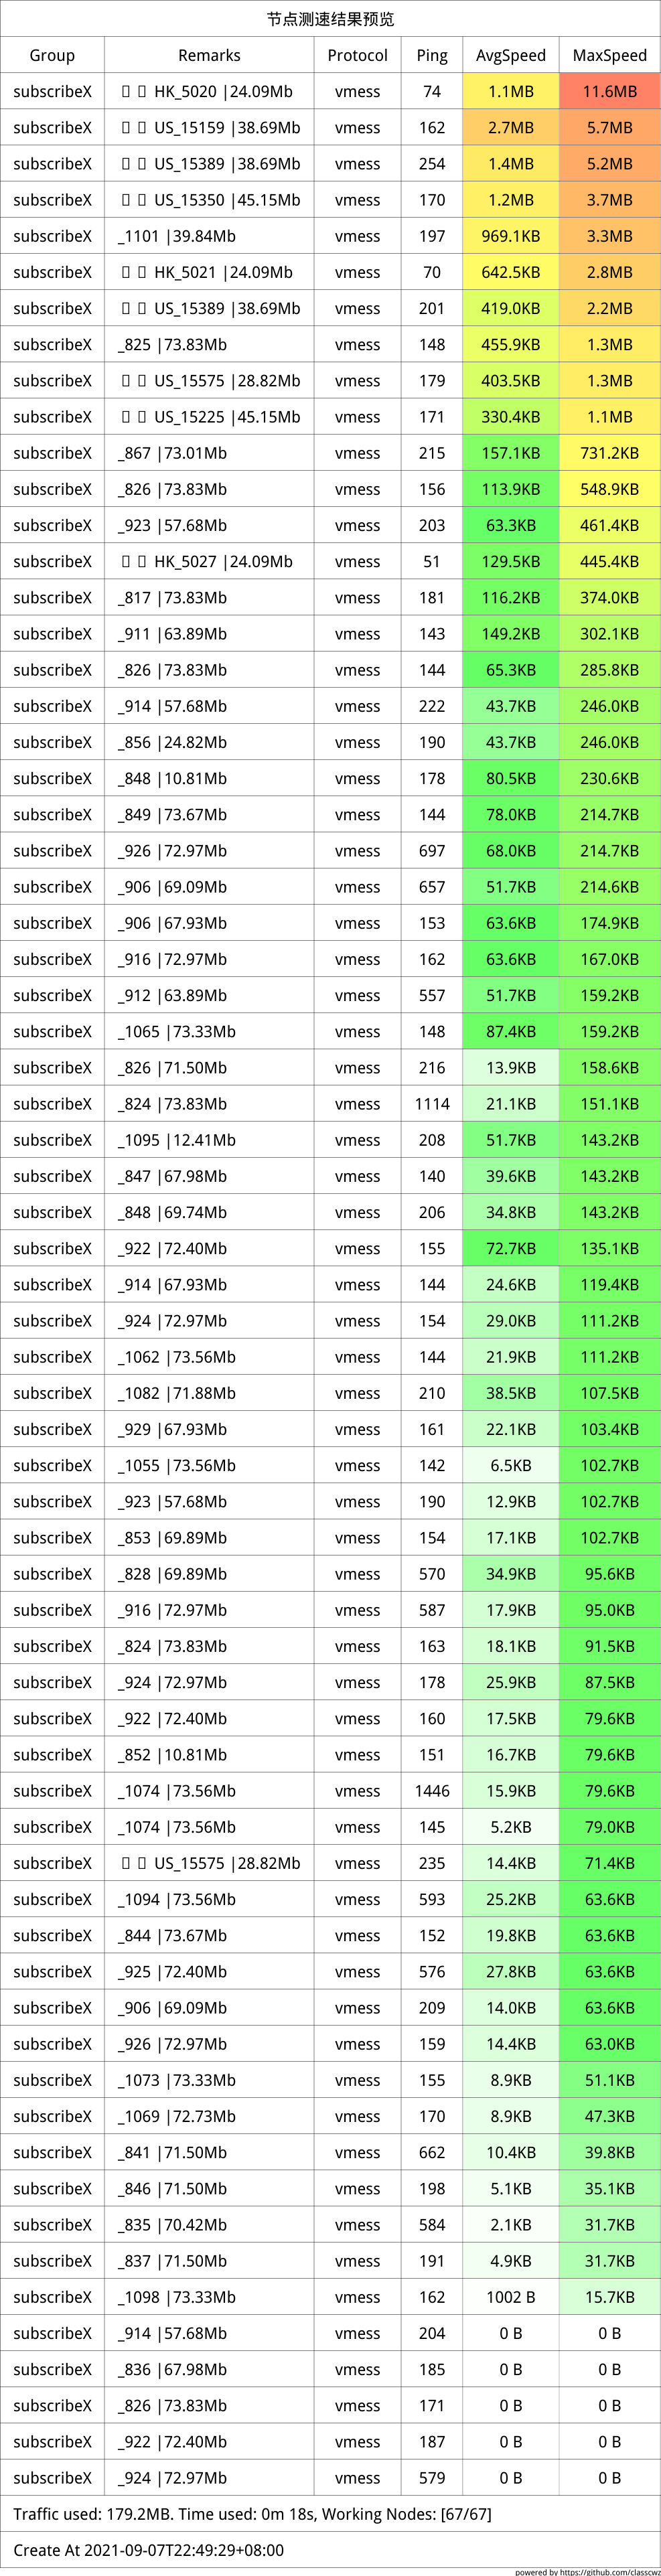 节点测速结果预览
Group Remarks Protocol Ping AvgSpeed MaxSpeed
subscribeX HK_5020 |24.09Mb vmess 74 1.1MB 11.6MB
subscribeX US_15159 |38.69Mb vmess 162 2.7MB 5.7MB
subscribeX US_15389 |38.69Mb vmess 254 1.4MB 5.2MB
subscribeX US_15350 |45.15Mb vmess 170 1.2MB 3.7MB
subscribeX _1101 |39.84Mb vmess 197 969.1KB 3.3MB
subscribeX HK_5021 |24.09Mb vmess 70 642.5KB 2.8MB
subscribeX US_15389 |38.69Mb vmess 201 419.0KB 2.2MB
subscribeX _825 |73.83Mb vmess 148 455.9KB 1.3MB
subscribeX US_15575 |28.82Mb vmess 179 403.5KB 1.3MB
subscribeX US_15225 |45.15Mb vmess 171 330.4KB 1.1MB
subscribeX _867 |73.01Mb vmess 215 157.1KB 731.2KB
subscribeX _826 |73.83Mb vmess 156 113.9KB 548.9KB
subscribeX _923 |57.68Mb vmess 203 63.3KB 461.4KB
subscribeX HK_5027 |24.09Mb vmess 51 129.5KB 445.4KB
subscribeX _817 |73.83Mb vmess 181 116.2KB 374.0KB
subscribeX _911 |63.89Mb vmess 143 149.2KB 302.1KB
subscribeX _826 |73.83Mb vmess 144 65.3KB 285.8KB
subscribeX _914 |57.68Mb vmess 222 43.7KB 246.0KB
subscribeX _856 |24.82Mb vmess 190 43.7KB 246.0KB
subscribeX _848 |10.81Mb vmess 178 80.5KB 230.6KB
subscribeX _849 |73.67Mb vmess 144 78.0KB 214.7KB
subscribeX _926 |72.97Mb vmess 697 68.0KB 214.7KB
subscribeX _906 |69.09Mb vmess 657 51.7KB 214.6KB
subscribeX _906 |67.93Mb vmess 153 63.6KB 174.9KB
subscribeX _916 |72.97Mb vmess 162 63.6KB 167.0KB
subscribeX _912 |63.89Mb vmess 557 51.7KB 159.2KB
subscribeX _1065 |73.33Mb vmess 148 87.4KB 159.2KB
subscribeX _826 |71.50Mb vmess 216 13.9KB 158.6KB
subscribeX _824 |73.83Mb vmess 1114 21.1KB 151.1KB
subscribeX _1095 |12.41Mb vmess 208 51.7KB 143.2KB
subscribeX _847 |67.98Mb vmess 140 39.6KB 143.2KB
subscribeX _848 |69.74Mb vmess 206 34.8KB 143.2KB
subscribeX _922 |72.40Mb vmess 155 72.7KB 135.1KB
subscribeX _914 |67.93Mb vmess 144 24.6KB 119.4KB
subscribeX _924 |72.97Mb vmess 154 29.0KB 111.2KB
subscribeX _1062 |73.56Mb vmess 144 21.9KB 111.2KB
subscribeX _1082 |71.88Mb vmess 210 38.5KB 107.5KB
subscribeX _929 |67.93Mb vmess 161 22.1KB 103.4KB
subscribeX _1055 |73.56Mb vmess 142 6.5KB 102.7KB
subscribeX _923 |57.68Mb vmess 190 12.9KB 102.7KB
subscribeX _853 |69.89Mb vmess 154 17.1KB 102.7KB
subscribeX _828 |69.89Mb vmess 570 34.9KB 95.6KB
subscribeX _916 |72.97Mb vmess 587 17.9KB 95.0KB
subscribeX _824 |73.83Mb vmess 163 18.1KB 91.5KB
subscribeX _924 |72.97Mb vmess 178 25.9KB 87.5KB
subscribeX _922 |72.40Mb vmess 160 17.5KB 79.6KB
subscribeX _852 |10.81Mb vmess 151 16.7KB 79.6KB
subscribeX _1074 |73.56Mb vmess 1446 15.9KB 79.6KB
subscribeX _1074 |73.56Mb vmess 145 5.2KB 79.0KB
subscribeX US_15575 |28.82Mb vmess 235 14.4KB 71.4KB
subscribeX _1094 |73.56Mb vmess 593 25.2KB 63.6KB
subscribeX _844 |73.67Mb vmess 152 19.8KB 63.6KB
subscribeX _925 |72.40Mb vmess 576 27.8KB 63.6KB
subscribeX _906 |69.09Mb vmess 209 14.0KB 63.6KB
subscribeX _926 |72.97Mb vmess 159 14.4KB 63.0KB
subscribeX _1073 |73.33Mb vmess 155 8.9KB 51.1KB
subscribeX _1069 |72.73Mb vmess 170 8.9KB 47.3KB
subscribeX _841 |71.50Mb vmess 662 10.4KB 39.8KB
subscribeX _846 |71.50Mb vmess 198 5.1KB 35.1KB
subscribeX _835 |70.42Mb vmess 584 2.1KB 31.7KB
subscribeX _837 |71.50Mb vmess 191 4.9KB 31.7KB
subscribeX _1098 |73.33Mb vmess 162 1002 B 15.7KB
subscribeX _914 |57.68Mb vmess 204 0 B 0 B
subscribeX _836 |67.98Mb vmess 185 0 B 0 B
subscribeX _826 |73.83Mb vmess 171 0 B 0 B
subscribeX _922 |72.40Mb vmess 187 0 B 0 B
subscribeX _924 |72.97Mb vmess 579 0 B 0 B
Traffic used: 179.2MB. Time used: 0m 18s, Working Nodes: [67/67]
Create At 2021-09-07T22:49:29+08:00
powered by https://github.com/classcwz